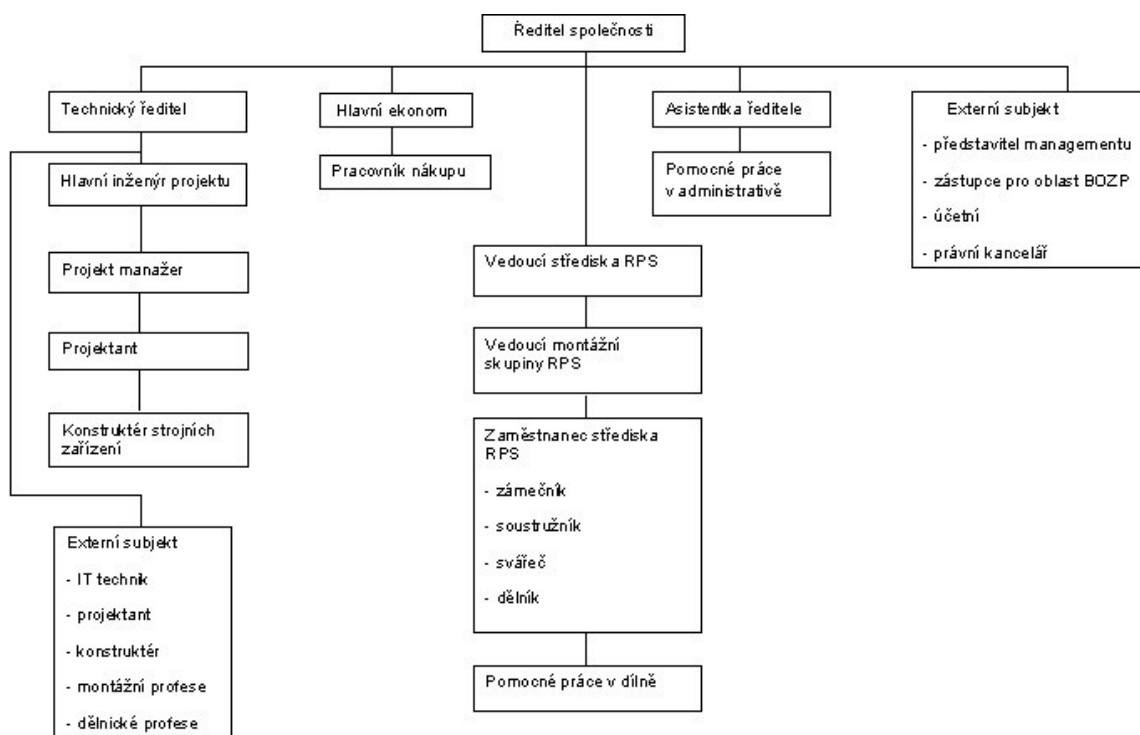 Ředitel společnosti
Technický ředitel
Hlavní ekonom
Asistentka ředitele
Externí subjekt
- představitel managementu
- zástupce pro oblast BOZP
- účetní
- právní kancelář
Hlavní inženýr projektu
Pracovník nákupu
Pomocné práce
v administrativě
Projekt manažer
Projektant
Konstruktér strojních
zařízení
Externí subjekt
- IT technik
- projektant
- konstruktér
- montážní profese
- dělnické profese
Vedoucí střediska RPS
Vedoucí montážní
skupiny RPS
Zaměstnanec střediska
RPS
- zámečník
- soustružník
- svářeč
- dělník
Pomocné práce v dílně